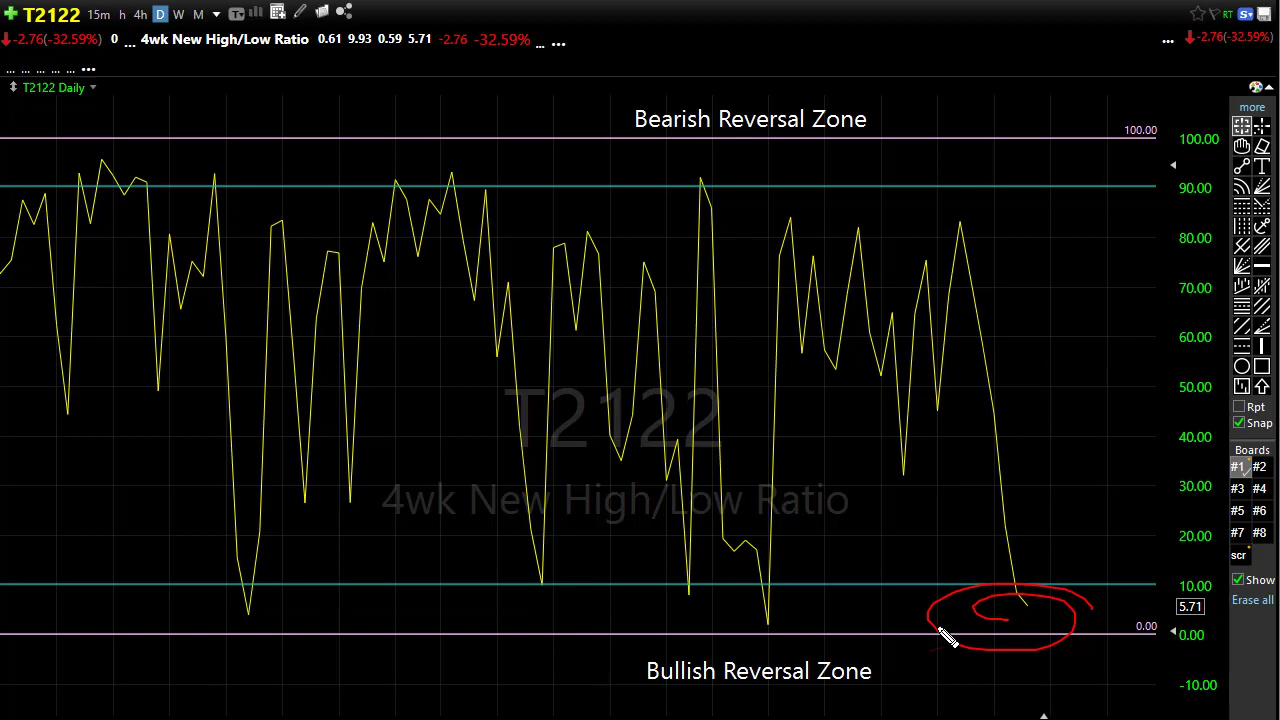 T2122 15m h 4h D W M T RT S
-2.76(-32.59%) 0 ... 4wk New High/Low Ratio 0.61 9.93 0.59 5.71 -2.76 -32.59% ... ... ... -2.76(-32.59%)
... ... ... ... ... ...
T2122 Daily
more
Bearish Reversal Zone
100.00
100.00
90.00
80.00
70.00
60.00
50.00
40.00
30.00
20.00
10.00
5.71
0.00
0.00
-10.00
T2122
4wk New High/Low Ratio
Bullish Reversal Zone
T
Rpt
Snap
Boards
#1 #2
#3 #4
#5 #6
#7 #8
scr
Show
Erase all